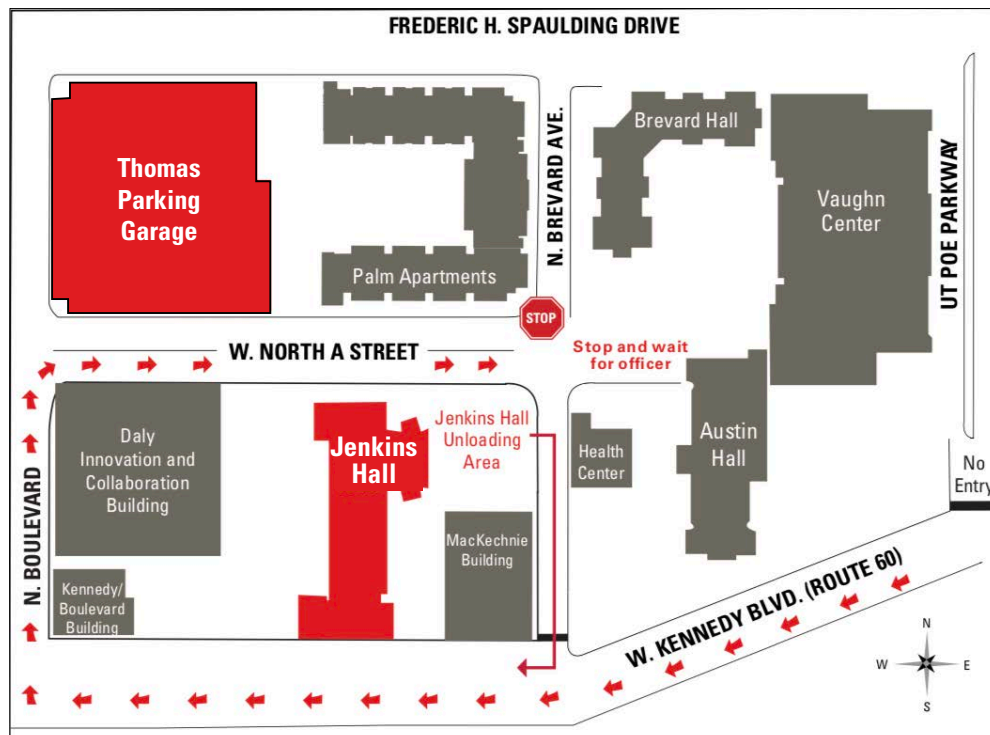 FREDERIC H. SPAULDING DRIVE
Thomas
Parking
Garage
Palm Apartments
N. BREVARD AVE.
Brevard Hall
Vaughn
Center
UT POE PARKWAY
STOP
W. NORTH A STREET
Stop and wait
for officer
N. BOULEVARD
Daly
Innovation and
Collaboration
Building
Jenkins
Hall
Jenkins Hall
Unloading
Area
Health
Center
Austin
Hall
No
Entry
MacKechnie
Building
Kennedy/
Boulevard
Building
W. KENNEDY BLVD. (ROUTE 60)
N
W
E
S